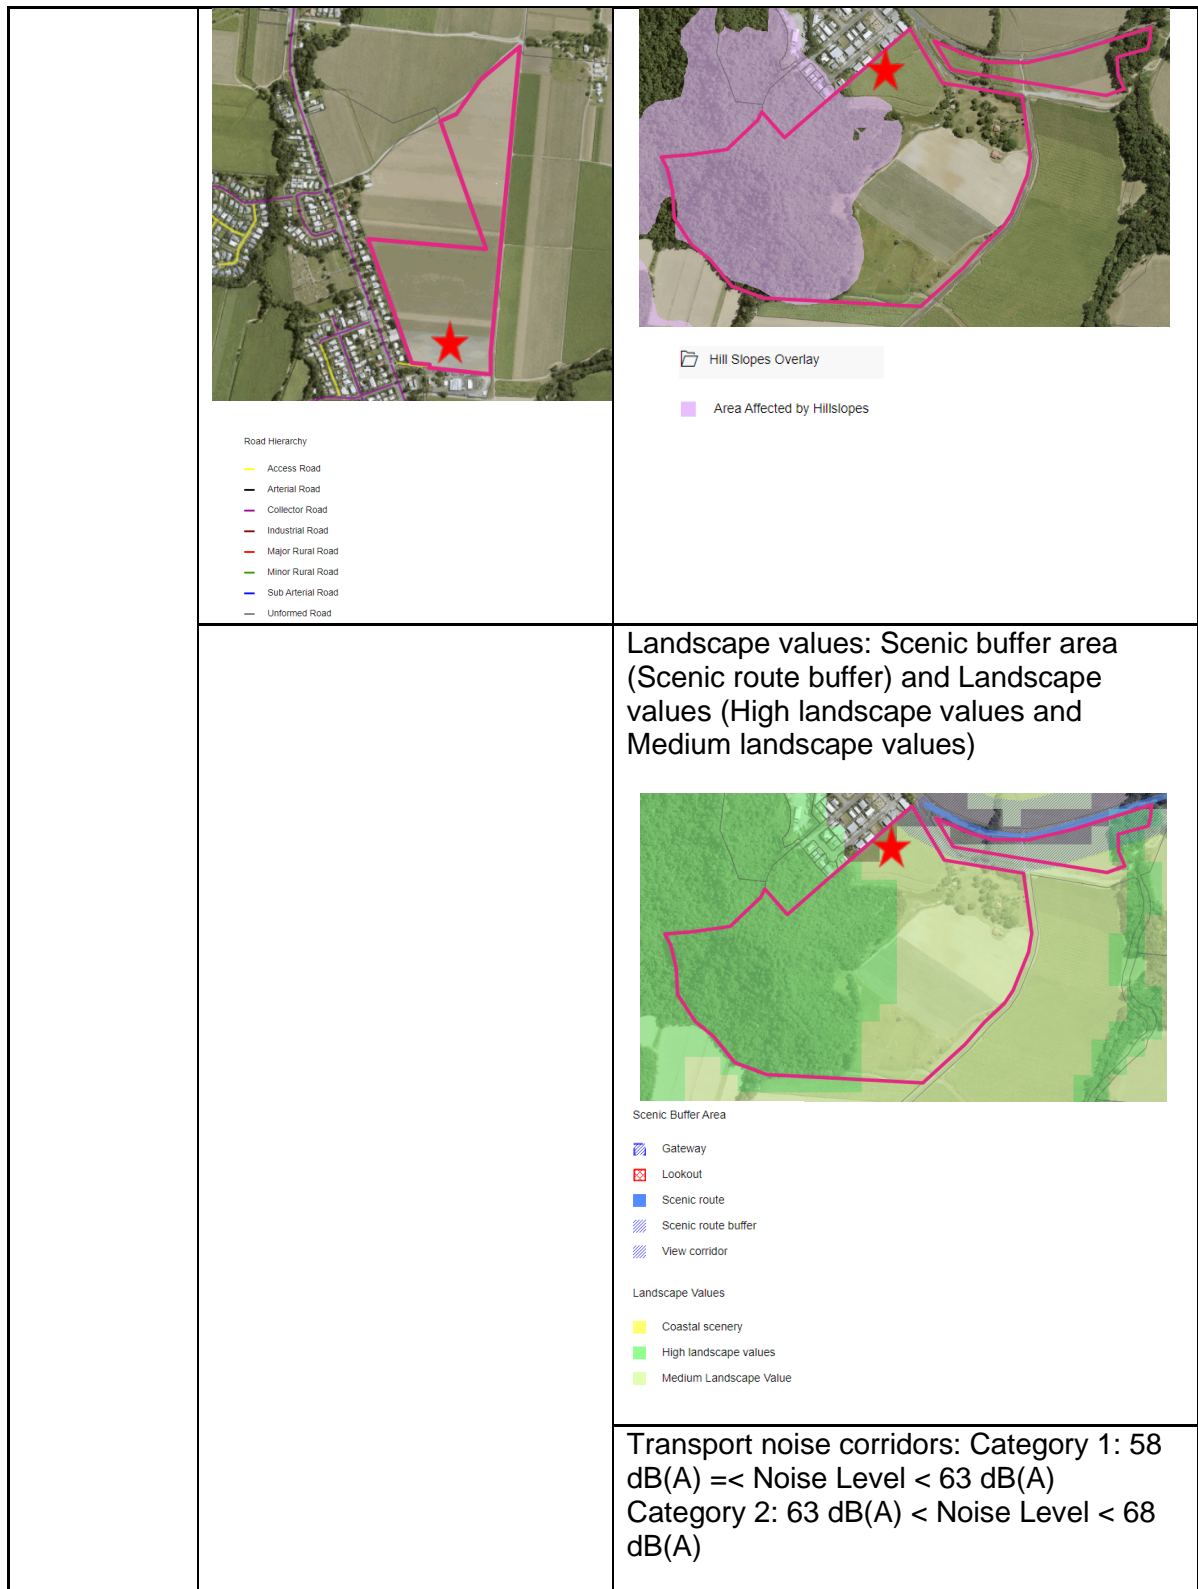 Road Hierarchy
Access Road
Arterial Road
Collector Road
Industrial Road
Major Rural Road
Minor Rural Road
Sub Arterial Road
Unformed Road
Hill Slopes Overlay
Area Affected by Hillslopes
Landscape values: Scenic buffer area
(Scenic route buffer) and Landscape
values (High landscape values and
Medium landscape values)
Scenic Buffer Area
Gateway
Lookout
Scenic route
Scenic route buffer
View corridor
Landscape Values
Coastal scenery
High landscape values
Medium Landscape Value
Transport noise corridors: Category 1: 58
dB(A) =< Noise Level < 63 dB(A)
Category 2: 63 dB(A) < Noise Level < 68
dB(A)